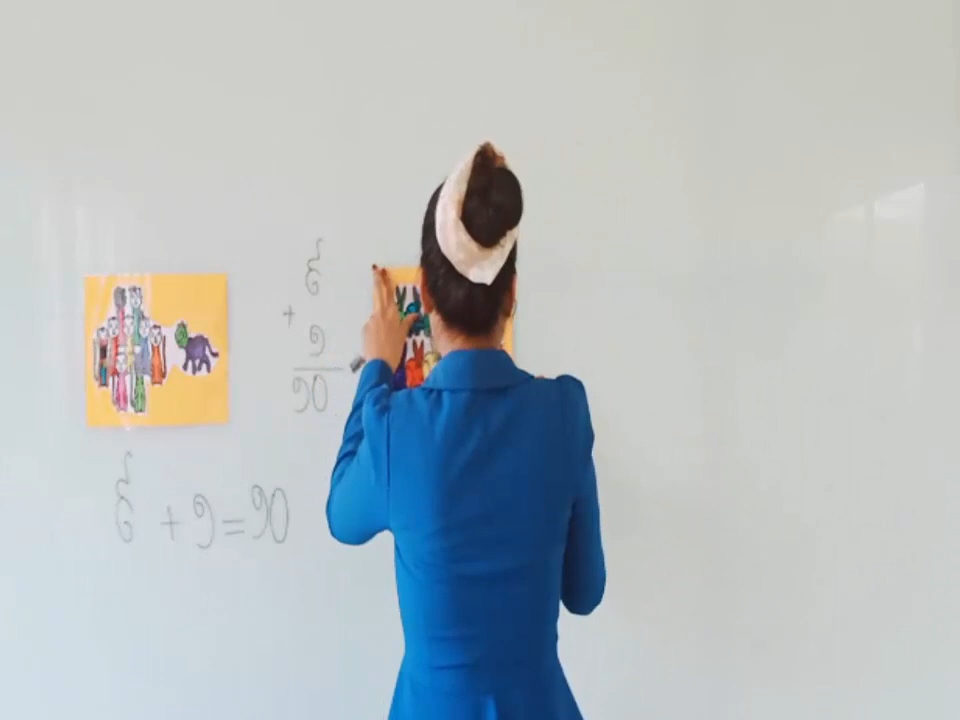 ៩
+
១
១០
៩ + ១ = ១០